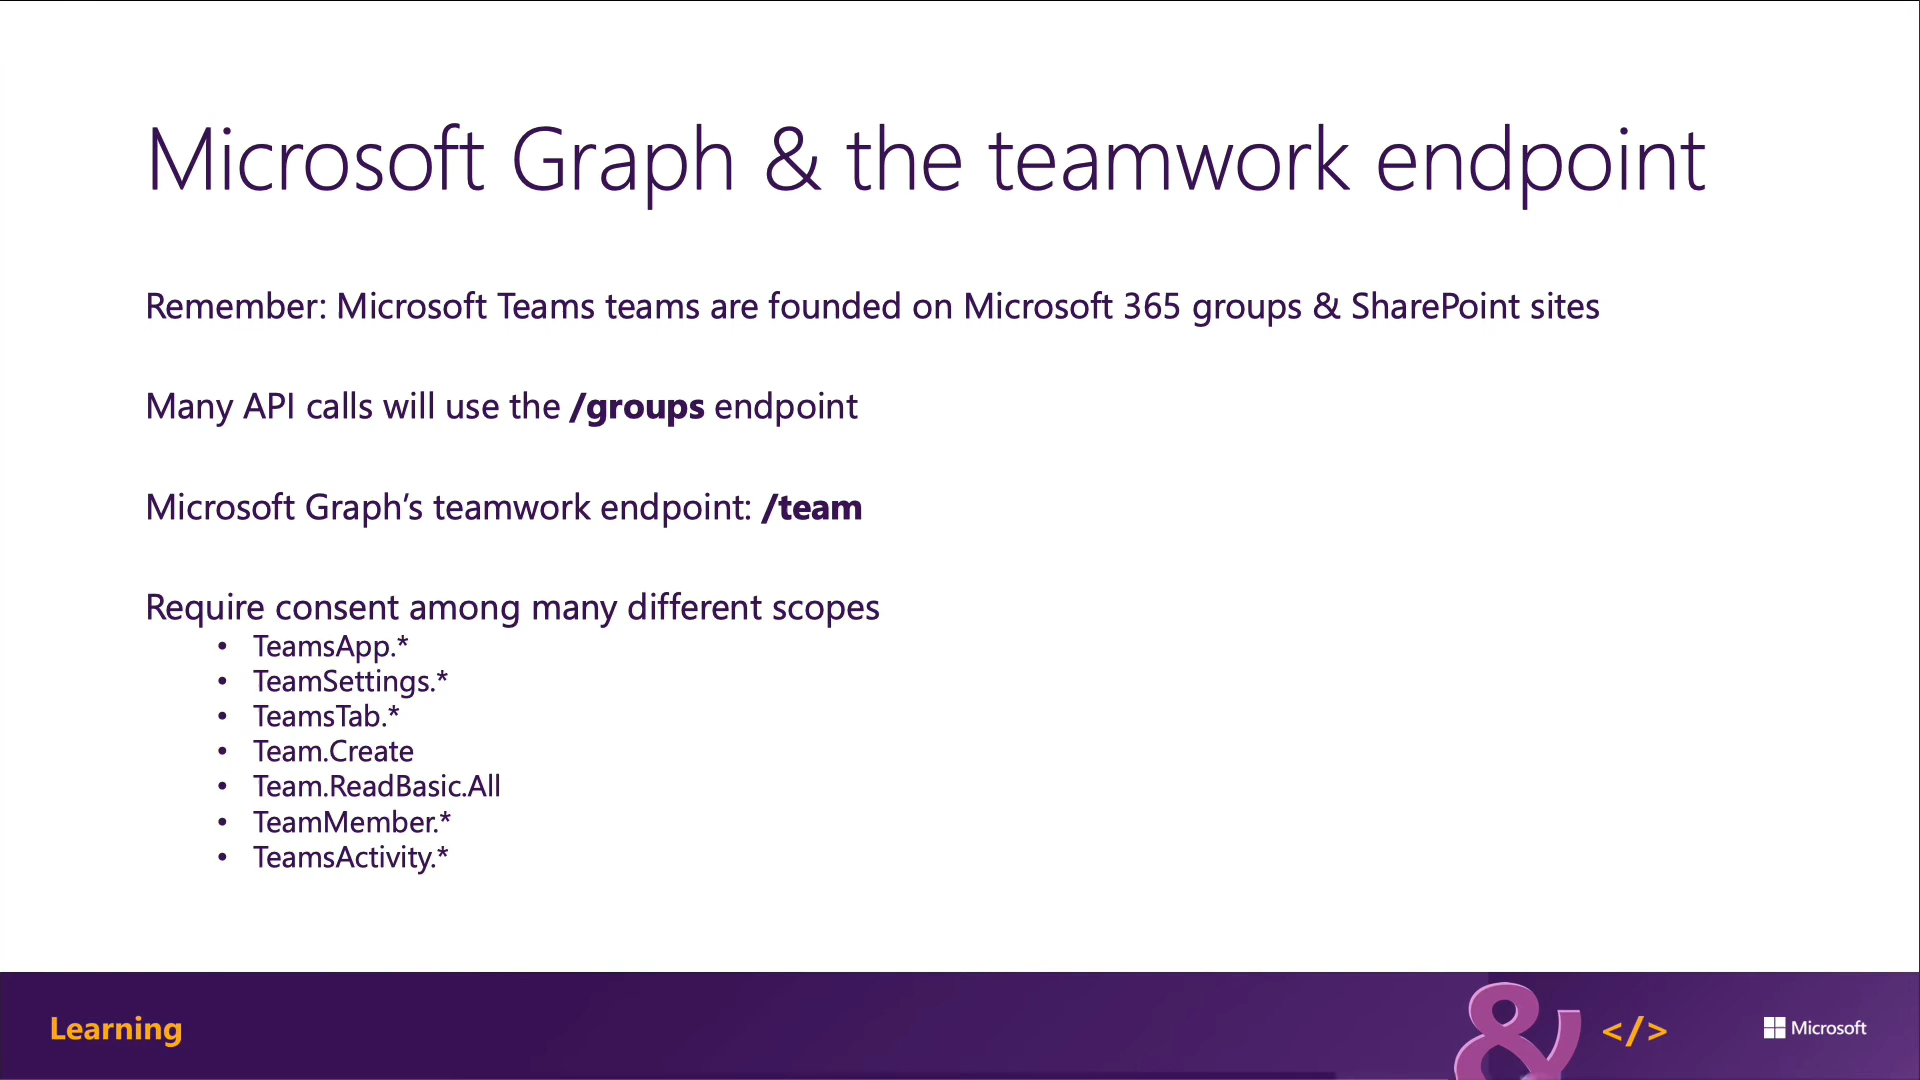 Microsoft Graph & the teamwork endpoint
Remember: Microsoft Teams teams are founded on Microsoft 365 groups & SharePoint sites
Many API calls will use the /groups endpoint
Microsoft Graph’s teamwork endpoint: /team
Require consent among many different scopes
• TeamsApp.*
• TeamSettings.*
• TeamsTab.*
• Team.Create
• Team.ReadBasic.All
• TeamMember.*
• TeamsActivity.*
Learning
& </>
Microsoft